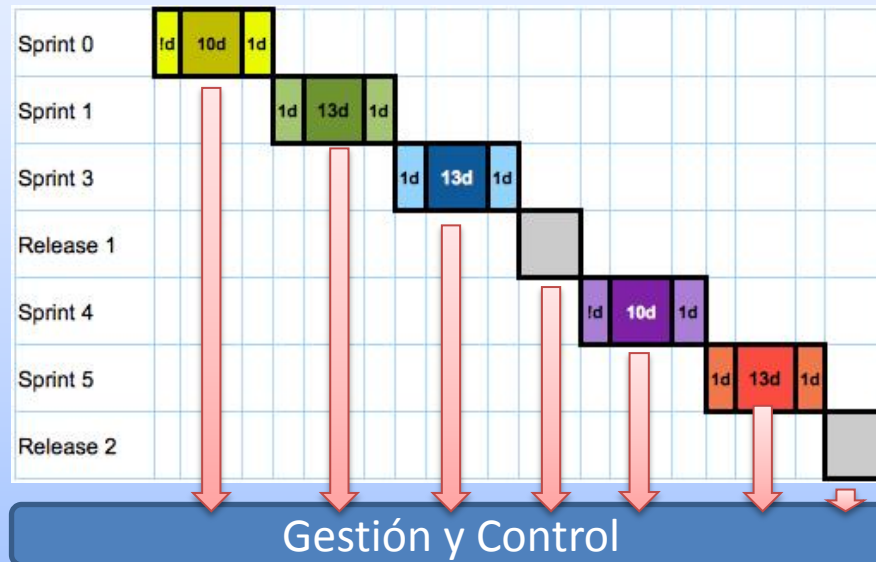 Sprint 0 !d 10d 1d
Sprint 1 1d 13d 1d
Sprint 3 1d 13d 1d
Release 1
Sprint 4 !d 10d 1d
Sprint 5 1d 13d 1d
Release 2
Gestión y Control